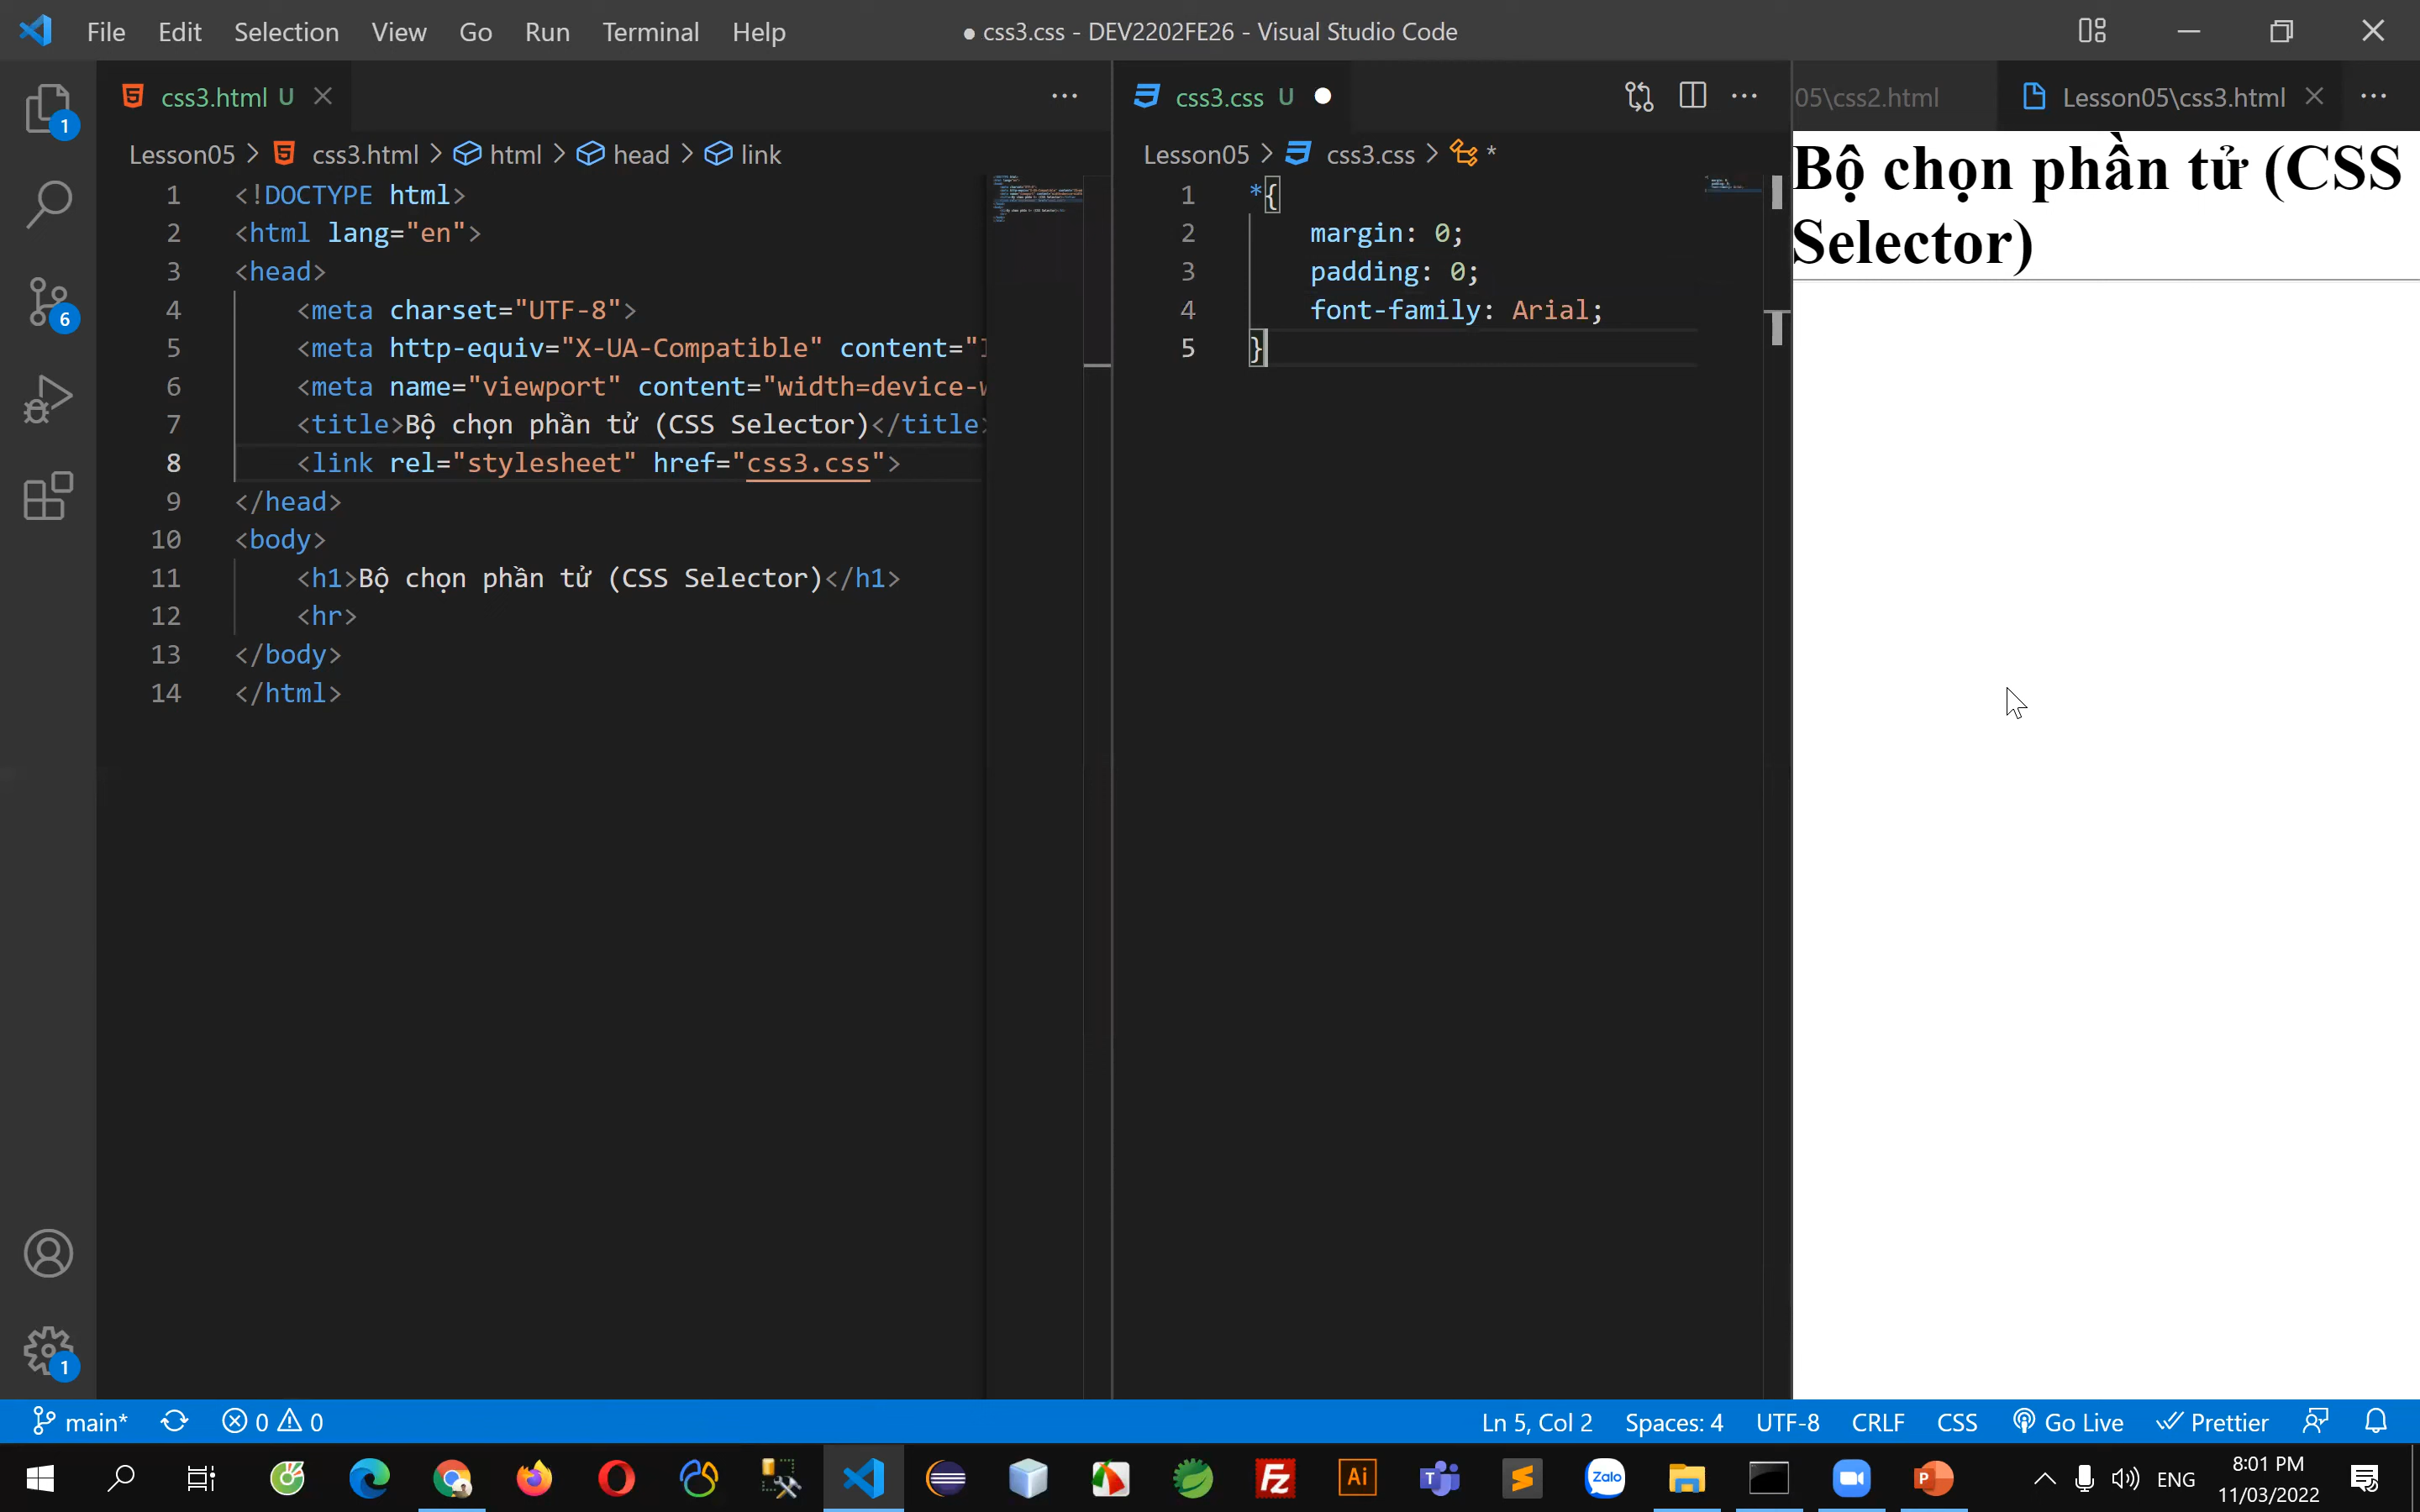 File Edit Selection View Go Run Terminal Help
● css3.css - DEV2202FE26 - Visual Studio Code
css3.html U
css3.css U
05\css2.html
Lesson05\css3.html
Lesson05 > css3.html > html > head > link
1 <!DOCTYPE html>
2 <html lang="en">
3 <head>
4 <meta charset="UTF-8">
5 <meta http-equiv="X-UA-Compatible" content="I
6 <meta name="viewport" content="width=device-w
7 <title>Bộ chọn phần tử (CSS Selector)</title>
8 <link rel="stylesheet" href="css3.css">
9 </head>
10 <body>
11 <h1>Bộ chọn phần tử (CSS Selector)</h1>
12 <hr>
13 </body>
14 </html>
Lesson05 > css3.css > *
1 *{
2 margin: 0;
3 padding: 0;
4 font-family: Arial;
5 }
Bộ chọn phần tử (CSS
Selector)
1
6
1
main* 0 0
Ln 5, Col 2 Spaces: 4 UTF-8 CRLF CSS Go Live Prettier
Fz Ai T Zalo P
ENG
8:01 PM
11/03/2022